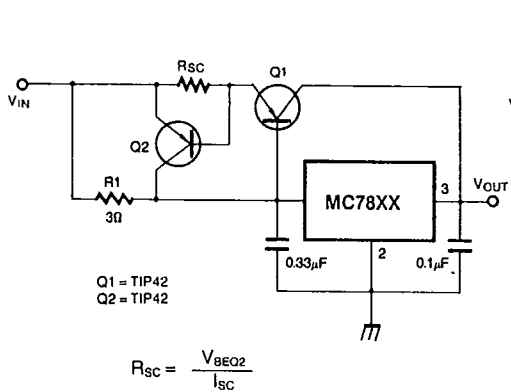 RSC
Q1
VIN
Q2
R1
3Ω
MC78XX
3
VOUT
2
0.33μF
0.1μF
Q1 = TIP42
Q2 = TIP42
RSC = VBEQ2 / ISC